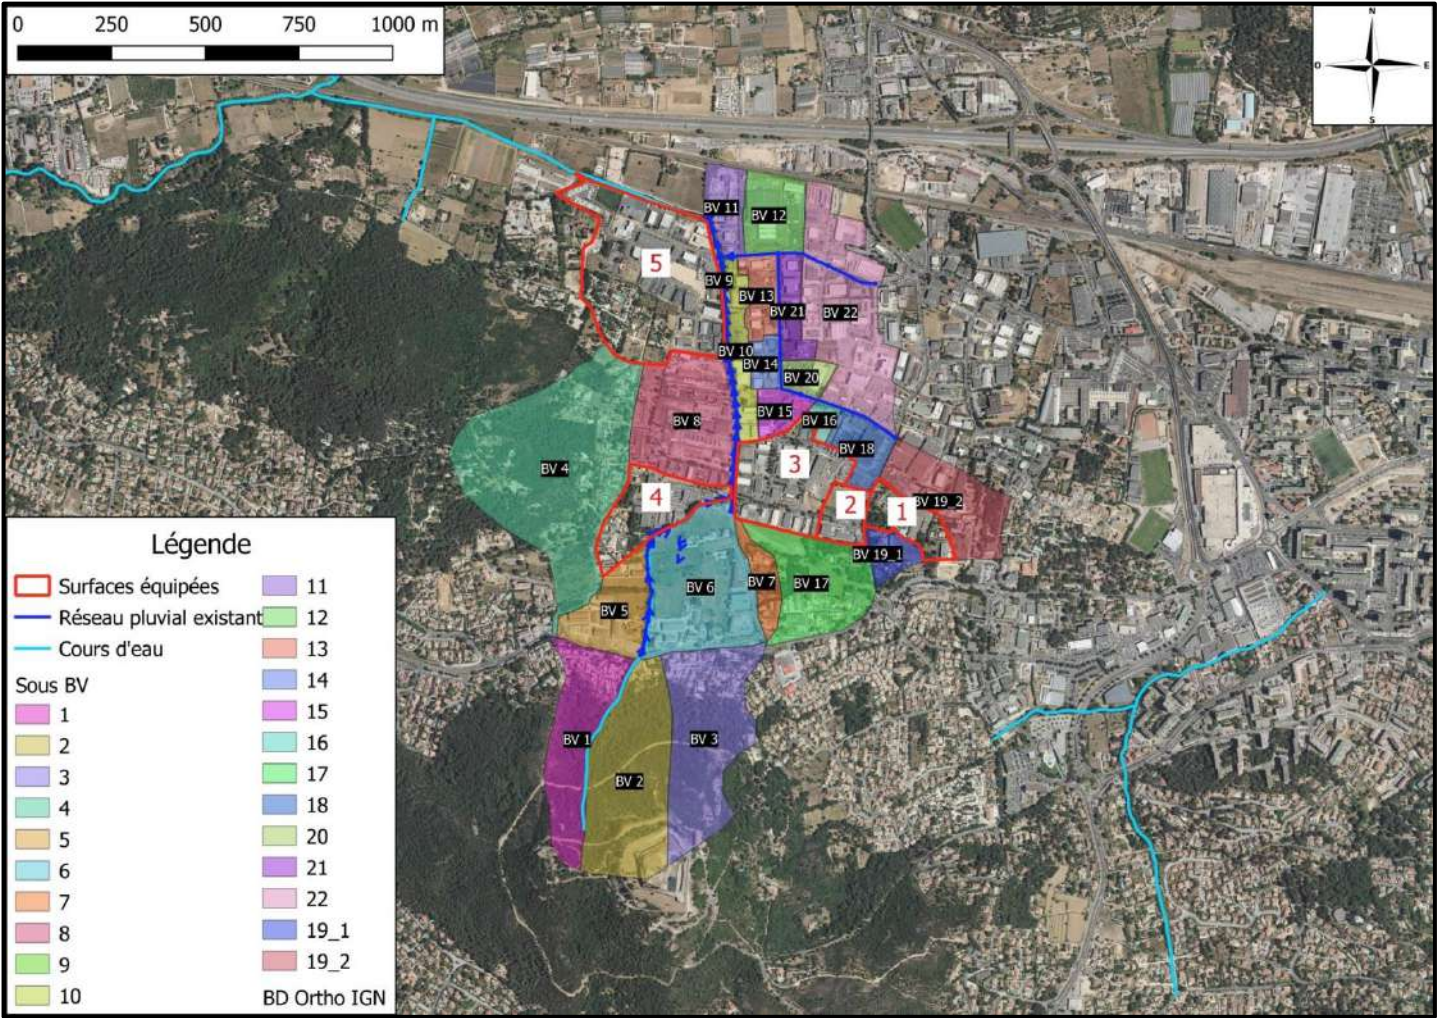 0 250 500 750 1000 m
N
O E
S
BV 11
BV 12
5
BV 9
BV 13
BV 21
BV 22
BV 10
BV 14
BV 20
BV 15
BV 8
BV 16
BV 18
BV 4
3
4
2
1
BV 19_2
BV 19_1
BV 7
BV 17
BV 6
BV 5
BV 1
BV 3
BV 2
Légende
Surfaces équipées
Réseau pluvial existant
Cours d'eau
Sous BV
1
2
3
4
5
6
7
8
9
10
11
12
13
14
15
16
17
18
20
21
22
19_1
19_2
BD Ortho IGN